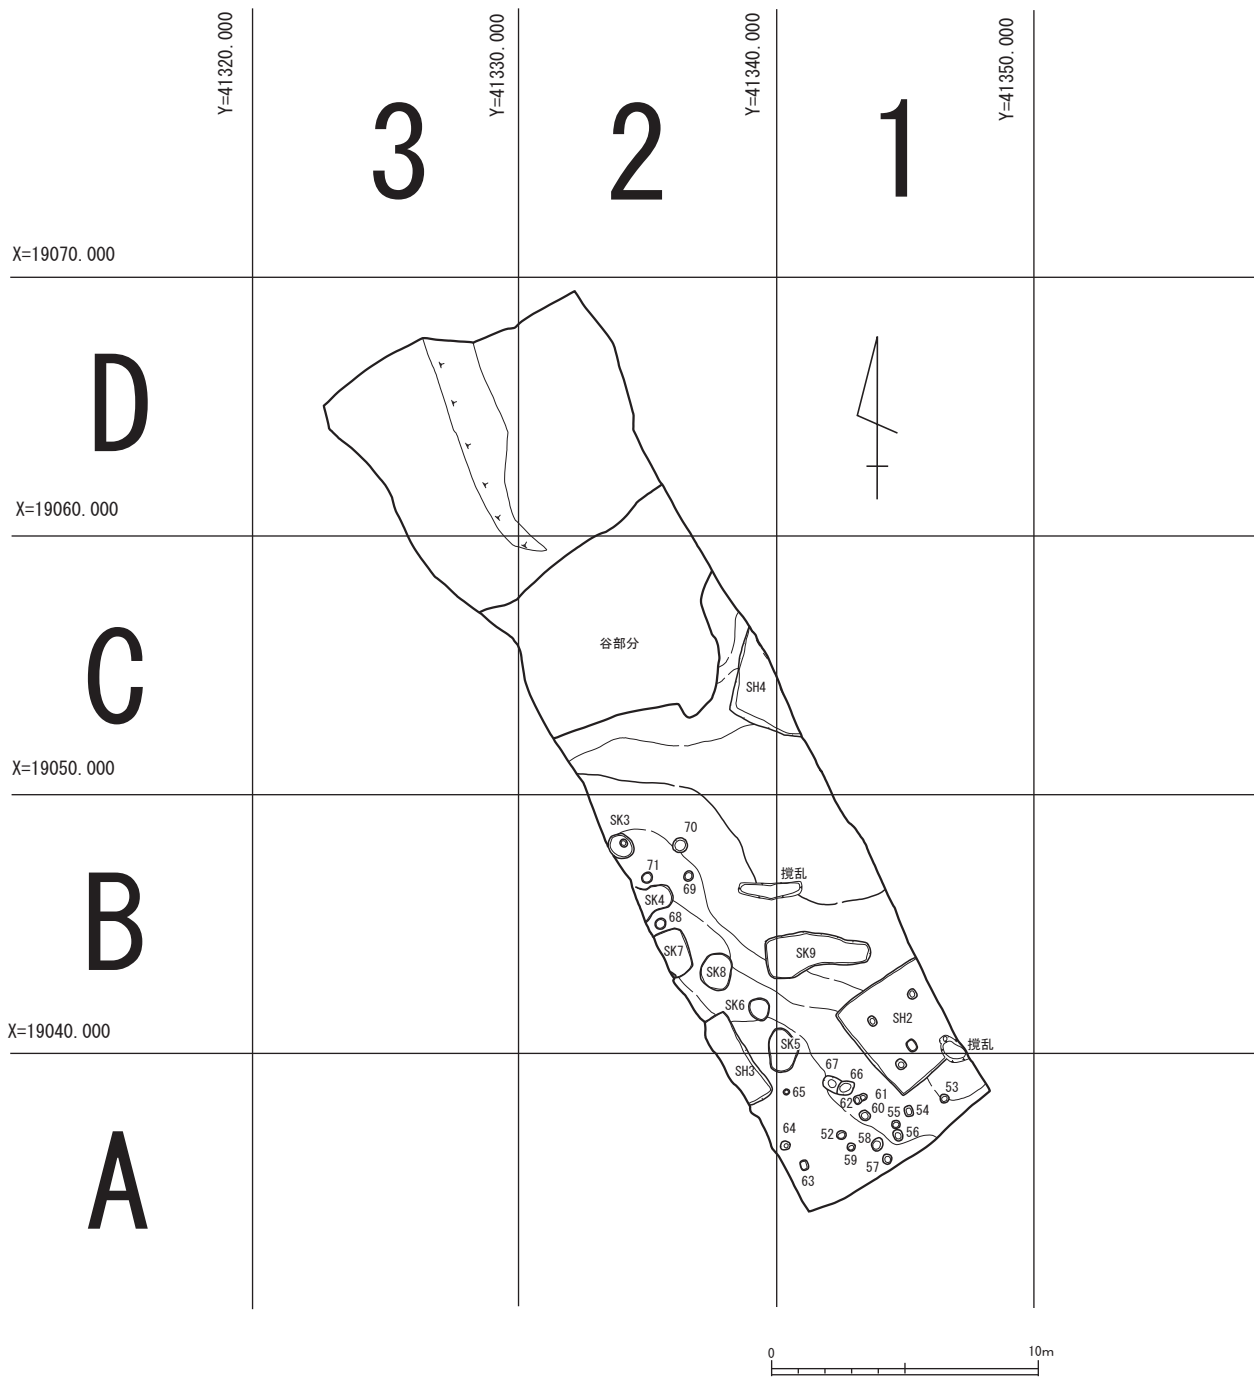 Y=41320.000
Y=41330.000
Y=41340.000
Y=41350.000
3
2
1
X=19070.000
D
X=19060.000
C
谷部分
SH4
X=19050.000
SK3
70
71
69
撹乱
SK4
B
68
SK7
SK9
SK8
SK6
SH2
X=19040.000
SK5
撹乱
SH3
67
66
65
62
61
53
60
54
55
64
52
58
56
59
57
63
A
0
10m